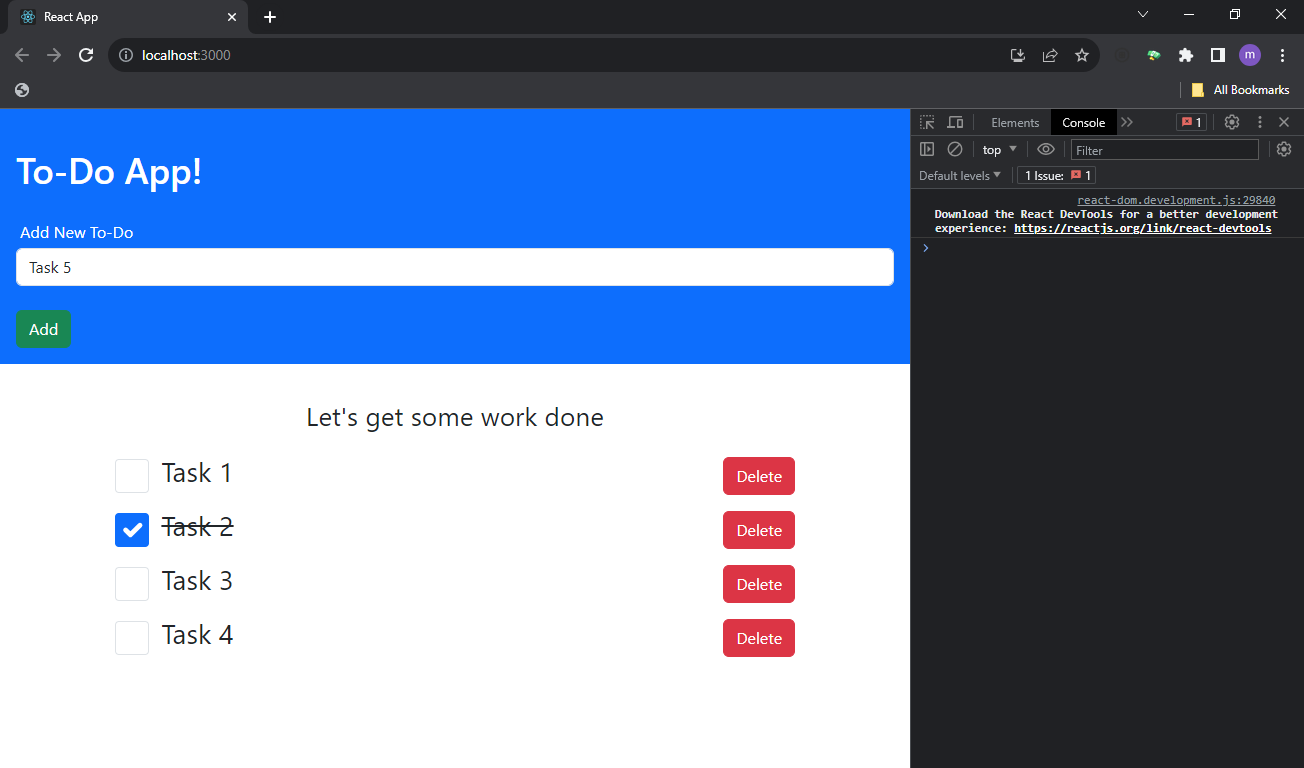 React App
localhost:3000
m
All Bookmarks
To-Do App!
Add New To-Do
Task 5
Add
Let's get some work done
Task 1 Delete
Task 2 Delete
Task 3 Delete
Task 4 Delete
Elements Console 1
top Filter
Default levels 1 Issue: 1
react-dom.development.js:29840
Download the React DevTools for a better development
experience: https://reactjs.org/link/react-devtools